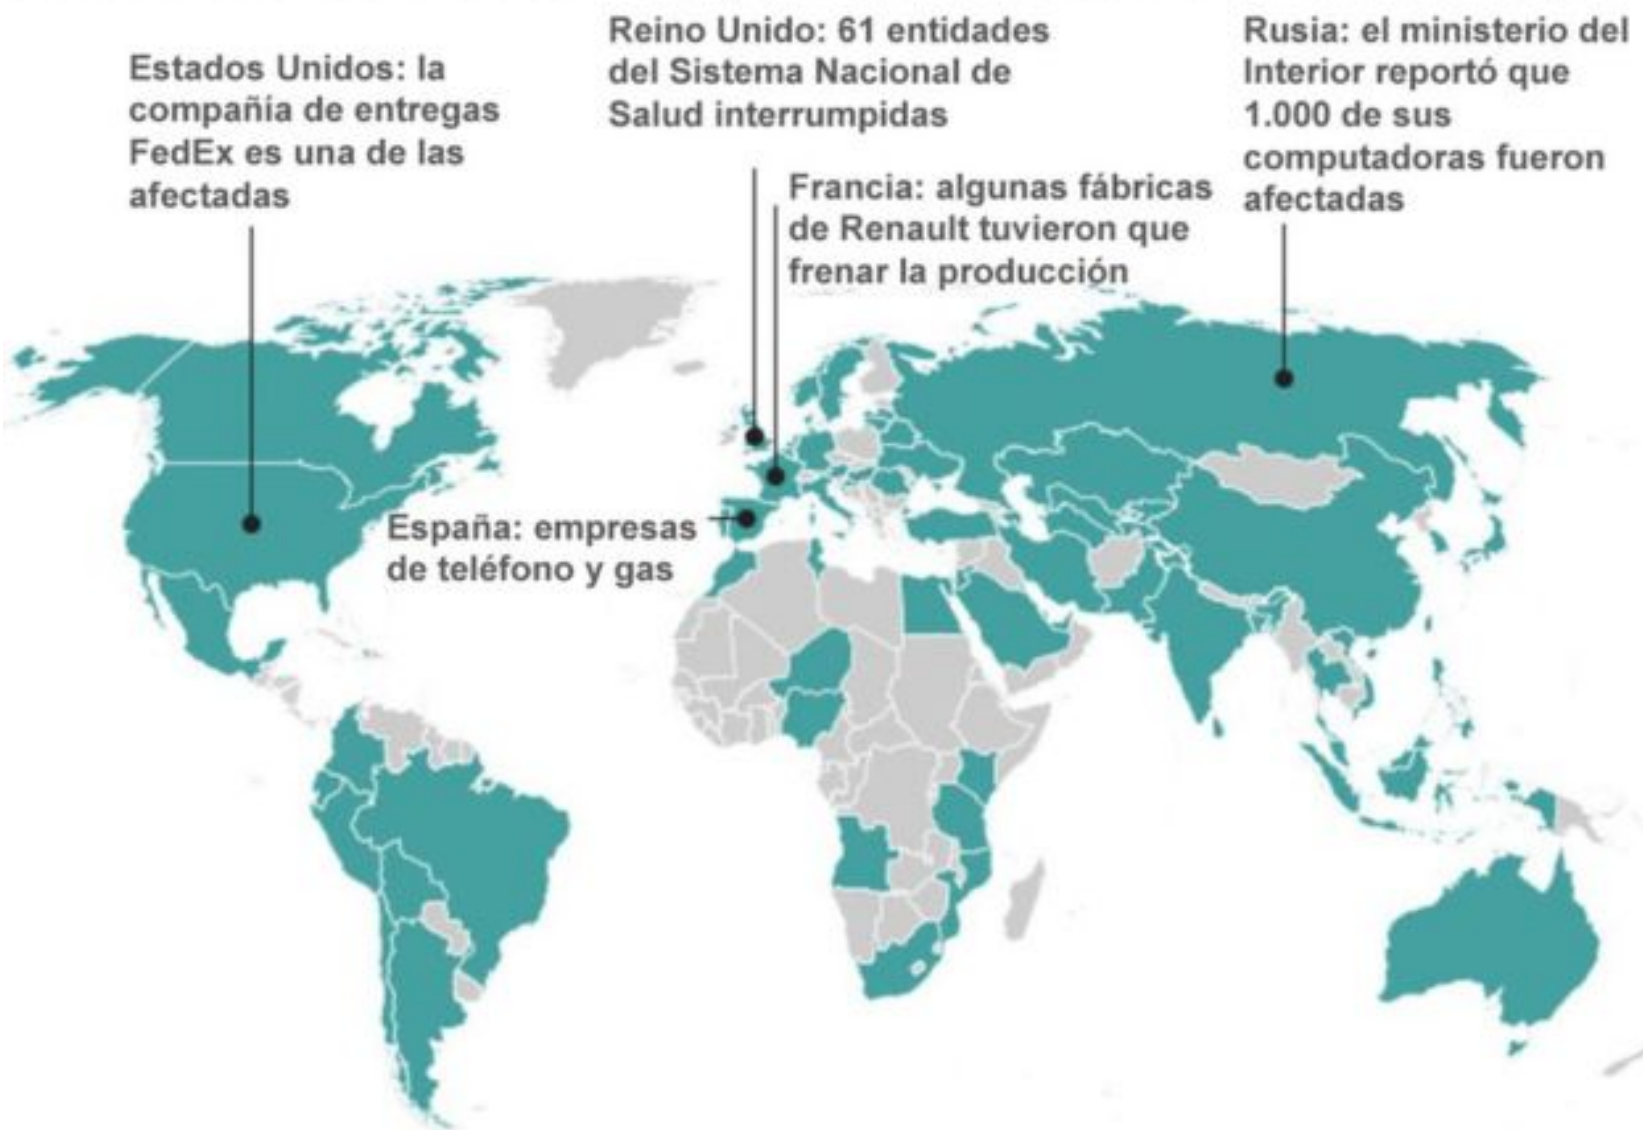 Estados Unidos: la
compañía de entregas
FedEx es una de las
afectadas
Reino Unido: 61 entidades
del Sistema Nacional de
Salud interrumpidas
Francia: algunas fábricas
de Renault tuvieron que
frenar la producción
Rusia: el ministerio del
Interior reportó que
1.000 de sus
computadoras fueron
afectadas
España: empresas
de teléfono y gas